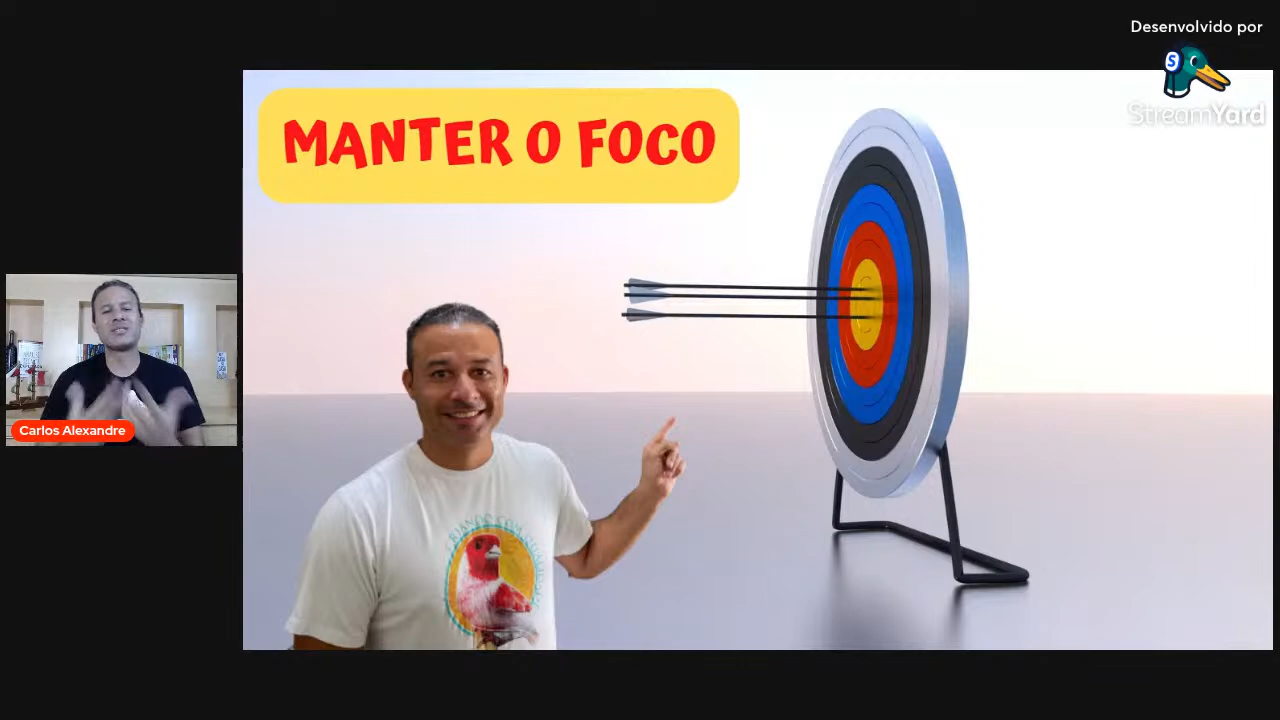 Desenvolvido por
S
StreamYard
MANTER O FOCO
Carlos Alexandre